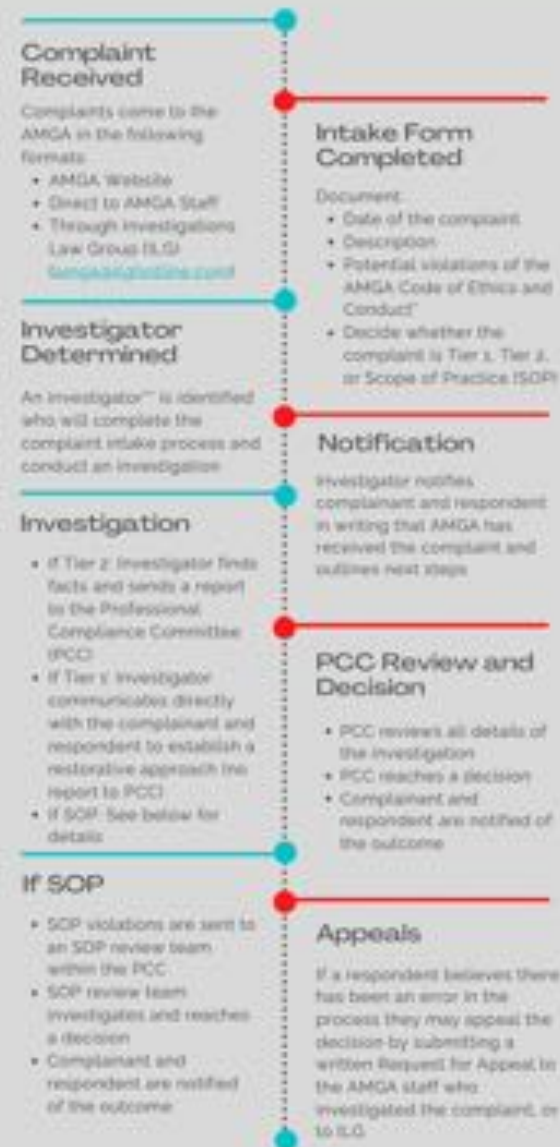 Complaint
Received
Complaints come to the
AMGA in the following
formats:
• AMGA Website
• Direct to AMGA Staff
• Through Investigations
Law Group (ILG)
Intake Form
Completed
Document:
• Date of the complaint
• Description
• Potential violations of the
AMGA Code of Ethics and
Conduct*
• Decide whether the
complaint is Tier 1, Tier 2,
or Scope of Practice (SOP)
Investigator
Determined
An investigator** is identified
who will complete the
complaint intake process and
conduct an investigation
Notification
Investigator notifies
complainant and respondent
in writing that AMGA has
received the complaint and
outlines next steps
Investigation
• If Tier 2: Investigator finds
facts and sends a report
to the Professional
Compliance Committee
(PCC)
• If Tier 1: Investigator
communicates directly
with the complainant and
respondent to establish a
restorative approach (no
report to PCC)
• If SOP: See below for
details
PCC Review and
Decision
• PCC reviews all details of
the investigation
• PCC reaches a decision
• Complainant and
respondent are notified of
the outcome
If SOP
• SOP violations are sent to
an SOP review team
within the PCC
• SOP review team
investigates and reaches
a decision
• Complainant and
respondent are notified
of the outcome
Appeals
If a respondent believes there
has been an error in the
process they may appeal the
decision by submitting a
written Request for Appeal to
the AMGA staff who
investigated the complaint, or
to ILG.